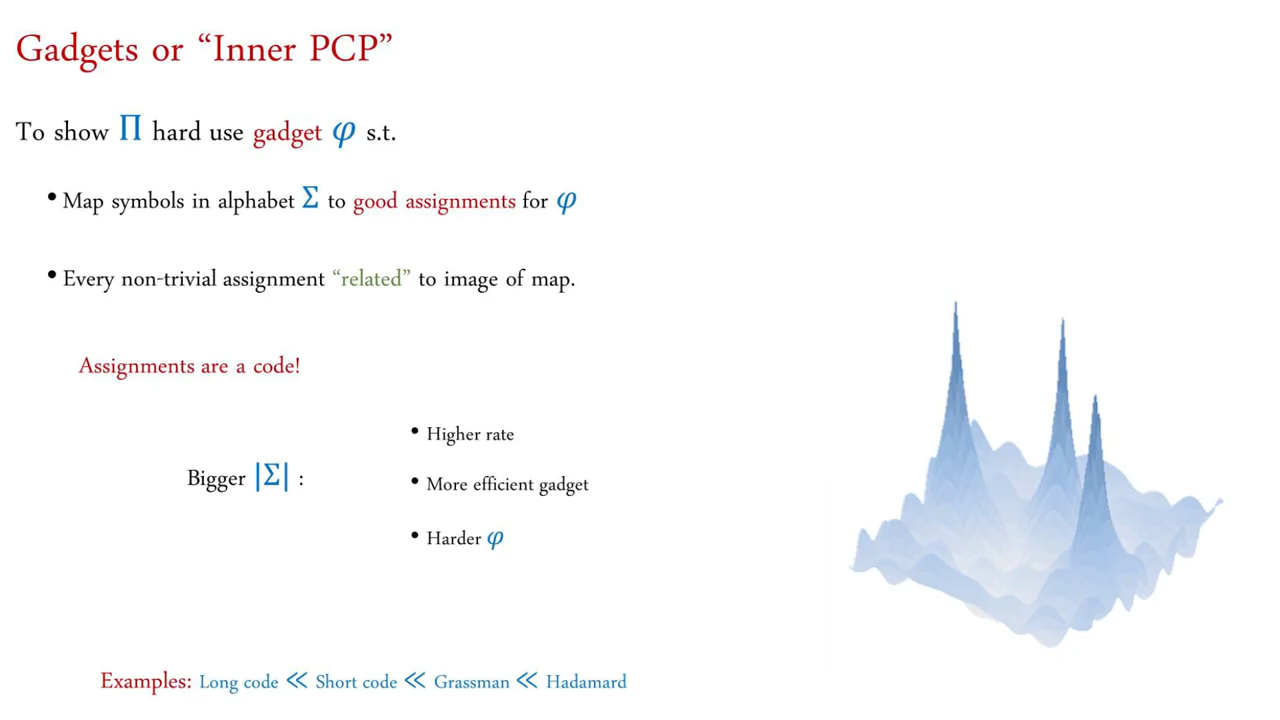 Gadgets or “Inner PCP”
To show Π hard use gadget φ s.t.
• Map symbols in alphabet Σ to good assignments for φ
• Every non-trivial assignment “related” to image of map.
Assignments are a code!
• Higher rate
Bigger |Σ| :
• More efficient gadget
• Harder φ
Examples: Long code ≪ Short code ≪ Grassman ≪ Hadamard